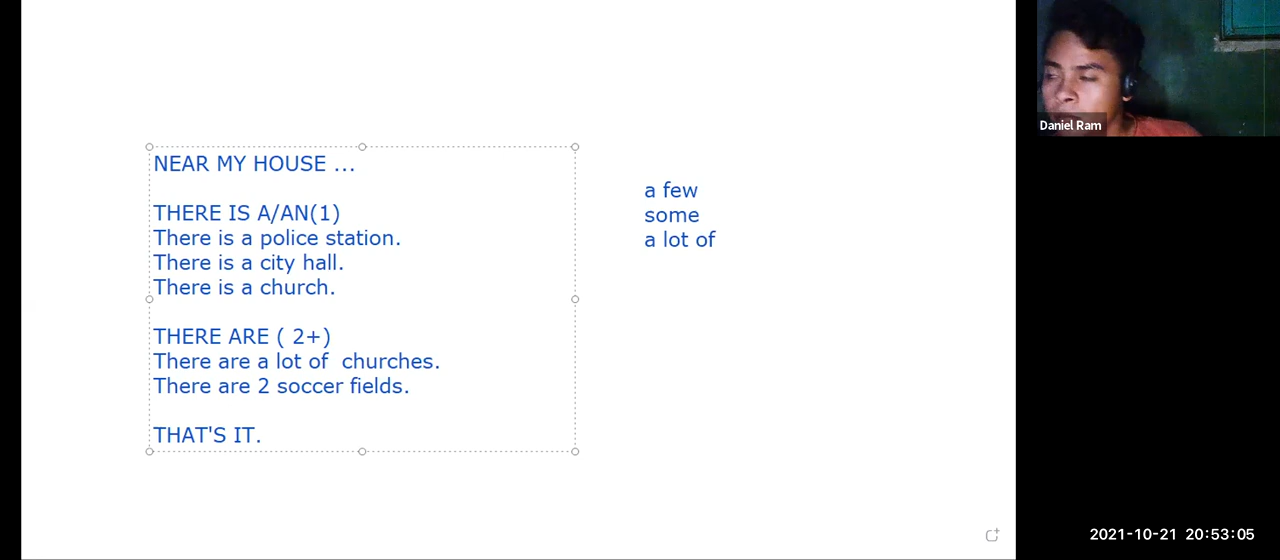 NEAR MY HOUSE ...
THERE IS A/AN(1)
There is a police station.
There is a city hall.
There is a church.
THERE ARE ( 2+)
There are a lot of  churches.
There are 2 soccer fields.
THAT'S IT.
a few
some
a lot of
Daniel Ram
2021-10-21 20:53:05